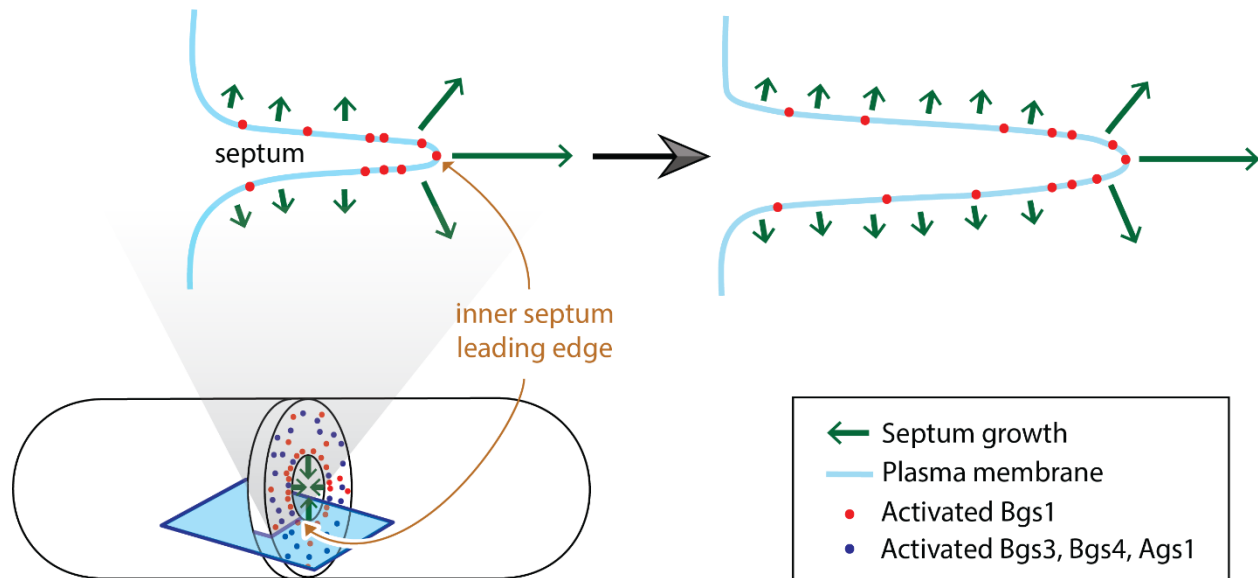 septum
inner septum
leading edge
Septum growth
Plasma membrane
Activated Bgs1
Activated Bgs3, Bgs4, Ags1